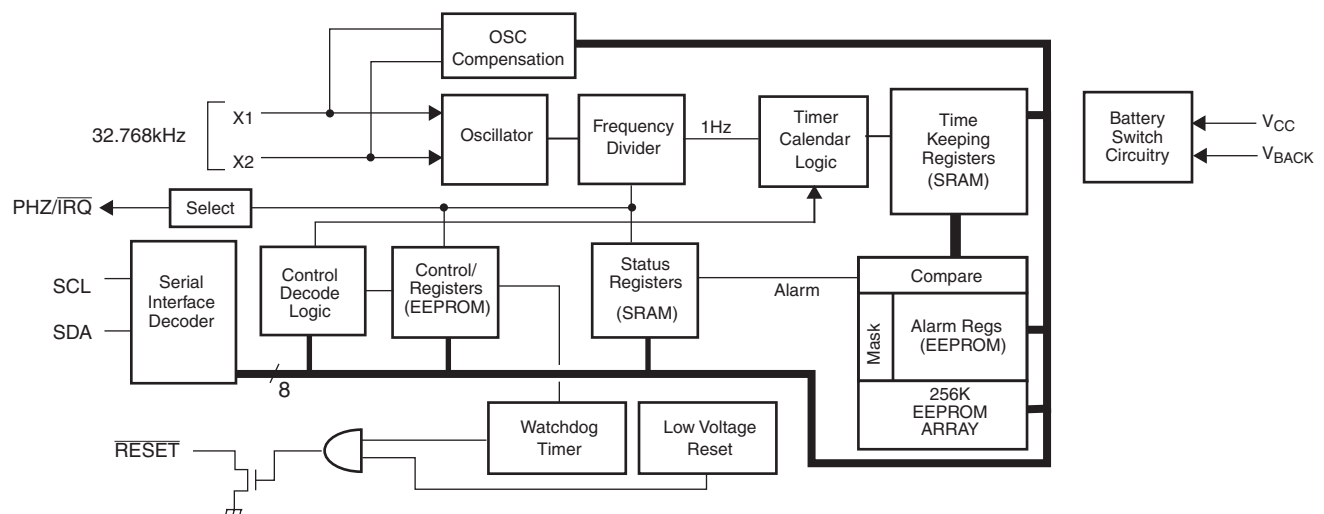 OSC
Compensation
32.768kHz
X1
X2
Oscillator
Frequency
Divider
1Hz
Timer
Calendar
Logic
Time
Keeping
Registers
(SRAM)
Battery
Switch
Circuitry
VCC
VBACK
PHZ/IRQ
Select
SCL
SDA
Serial
Interface
Decoder
Control
Decode
Logic
Control/
Registers
(EEPROM)
Status
Registers
(SRAM)
Alarm
Compare
Mask
Alarm Regs
(EEPROM)
256K
EEPROM
ARRAY
8
RESET
Watchdog
Timer
Low Voltage
Reset